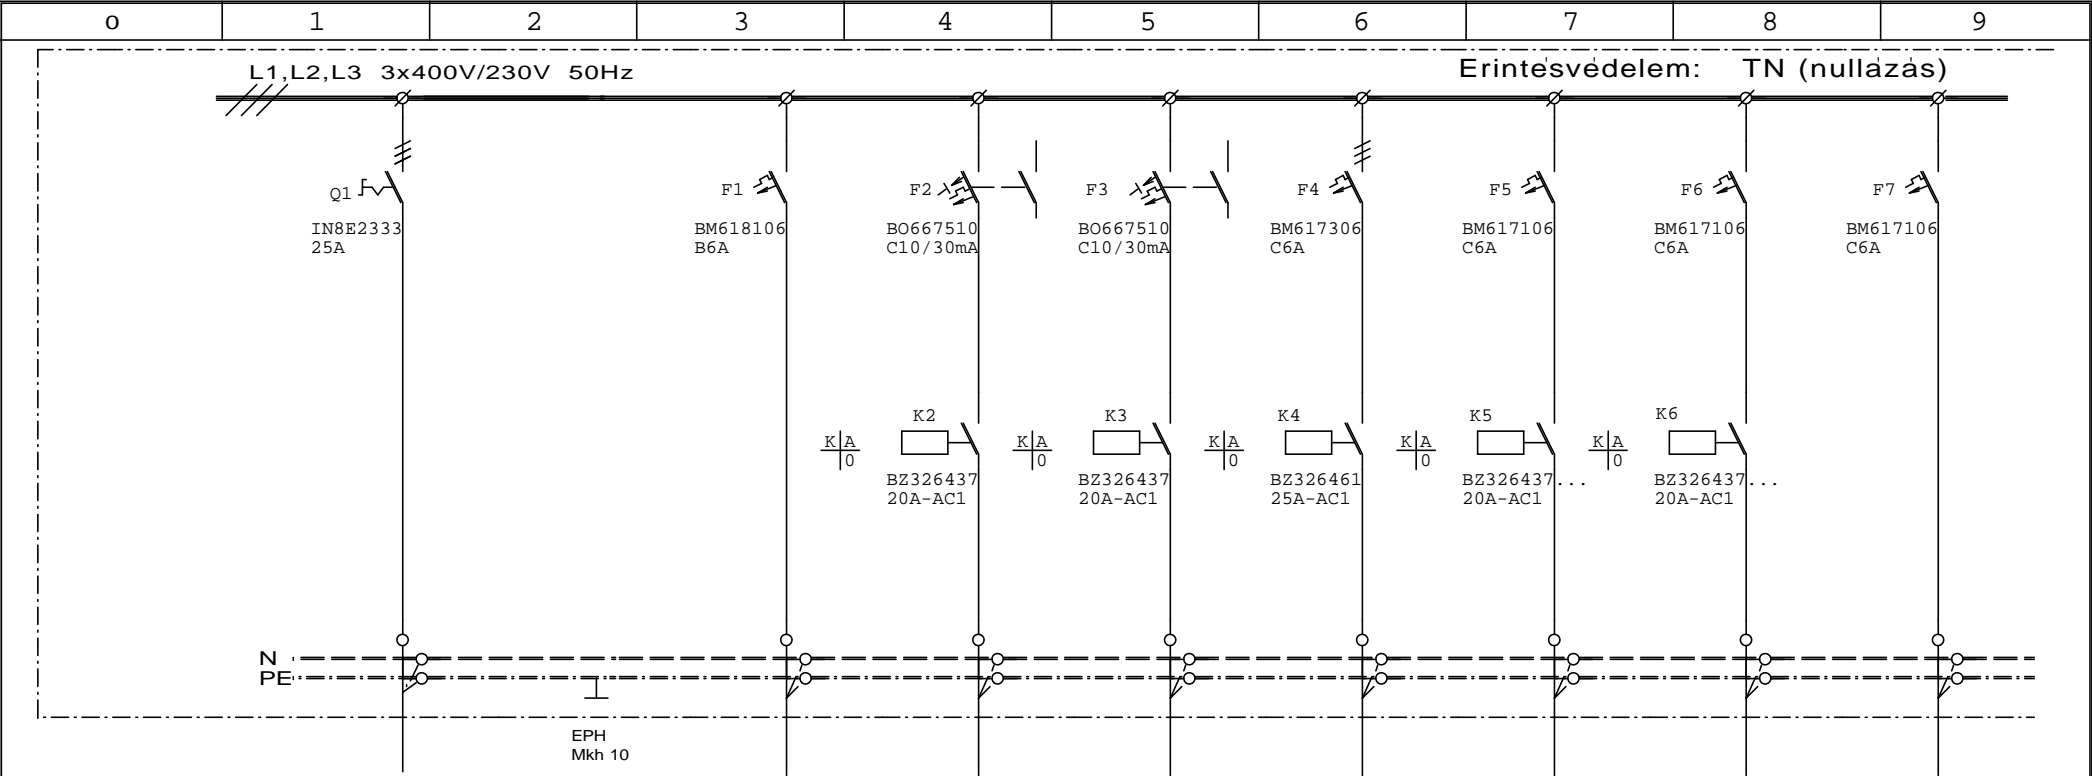 o 1 2 3 4 5 6 7 8 9
L1,L2,L3 3x400V/230V 50Hz
Érintésvédelem: TN (nullázás)
Q1 F1 F2 F3 F4 F5 F6 F7
IN8E2333 BM618106 BO667510 BO667510 BM617306 BM617106 BM617106 BM617106
25A B6A C10/30mA C10/30mA C6A C6A C6A C6A
K2 K3 K4 K5 K6
K A K A K A K A K A
0 0 0 0 0
BZ326437 BZ326437 BZ326461 BZ326437... BZ326437...
20A-AC1 20A-AC1 25A-AC1 20A-AC1 20A-AC1
N
PE
EPH
Mkh 10